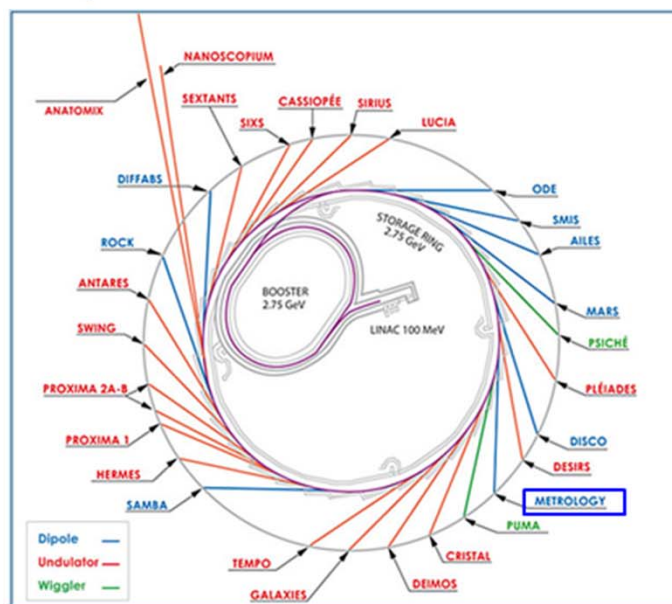 NANOSCOPIUM
ANATOMIX
SEXTANTS
CASSIOPÉE
SIRIUS
SIXS
LUCIA
DIFFABS
ODE
SMIS
ROCK
AILES
STORAGE RING
2.75 GeV
ANTARES
BOOSTER
2.75 GeV
MARS
SWING
LINAC 100 MeV
PSICHÉ
PROXIMA 2A-B
PLÉIADES
PROXIMA 1
DISCO
HERMES
DESIRS
SAMBA
METROLOGY
PUMA
Dipole
Undulator
Wiggler
TEMPO
CRISTAL
GALAXIES
DEIMOS